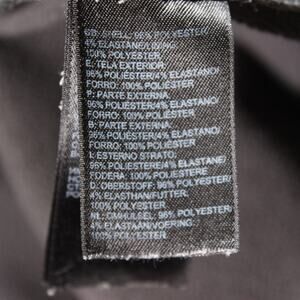 GB: SHELL: 96% POLYESTER/
4% ELASTANE/LINING:
100% POLYESTER
E: TELA EXTERIOR:
96% POLIÉSTER/4% ELASTANO/
FORRO: 100% POLIÉSTER
P: PARTE EXTERNA:
96% POLIÉSTER/4% ELASTANO/
FORRO: 100% POLIÉSTER
B: PARTE EXTERNA:
96% POLIÉSTER/4% ELASTANO/
FORRO: 100% POLIÉSTER
I: ESTERNO STRATO:
96% POLIESTERE/4% ELASTANE/
FODERA: 100% POLIESTERE
D: OBERSTOFF: 96% POLYESTER/
4% ELASTHAN/FUTTER:
100% POLYESTER
NL: OMHULSEL: 96% POLYESTER/
4% ELASTAAN/VOERING:
100% POLYESTER